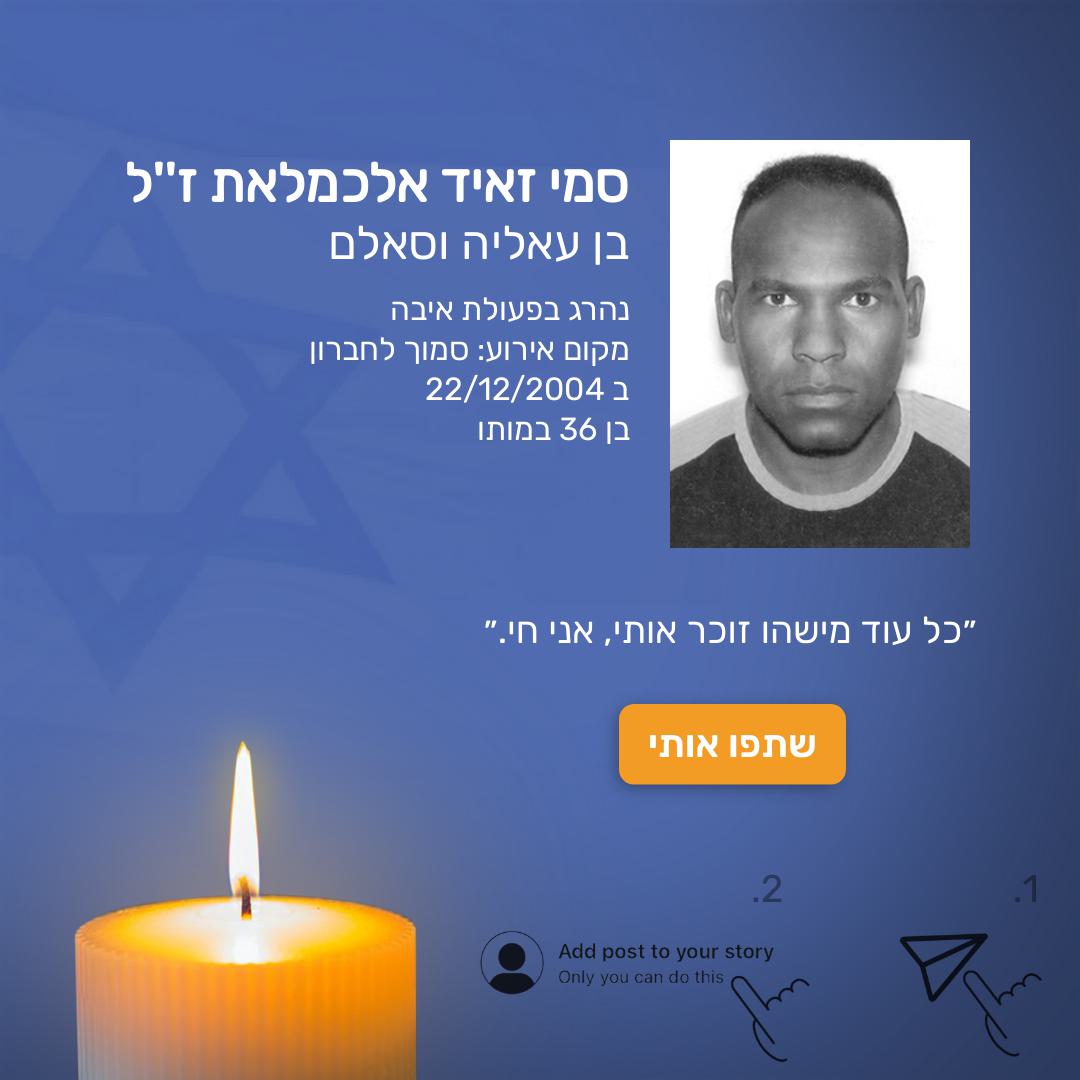 סמי זאיד אלכמלאת ז"ל
בן עאליה וסאלם
נהרג בפעולת איבה
מקום אירוע: סמוך לחברון
ב 22/12/2004
בן 36 במותו
"כל עוד מישהו זוכר אותי, אני חי."
שתפו אותי
1.
2.
Add post to your story
Only you can do this